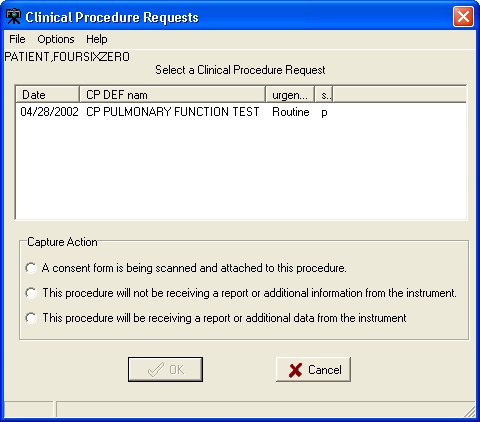 Clinical Procedure Requests
File Options Help
PATIENT,FOURSIXZERO
Select a Clinical Procedure Request
Date CP DEF nam urgen... s..
04/28/2002 CP PULMONARY FUNCTION TEST Routine p
Capture Action
A consent form is being scanned and attached to this procedure.
This procedure will not be receiving a report or additional information from the instrument.
This procedure will be receiving a report or additional data from the instrument
OK Cancel